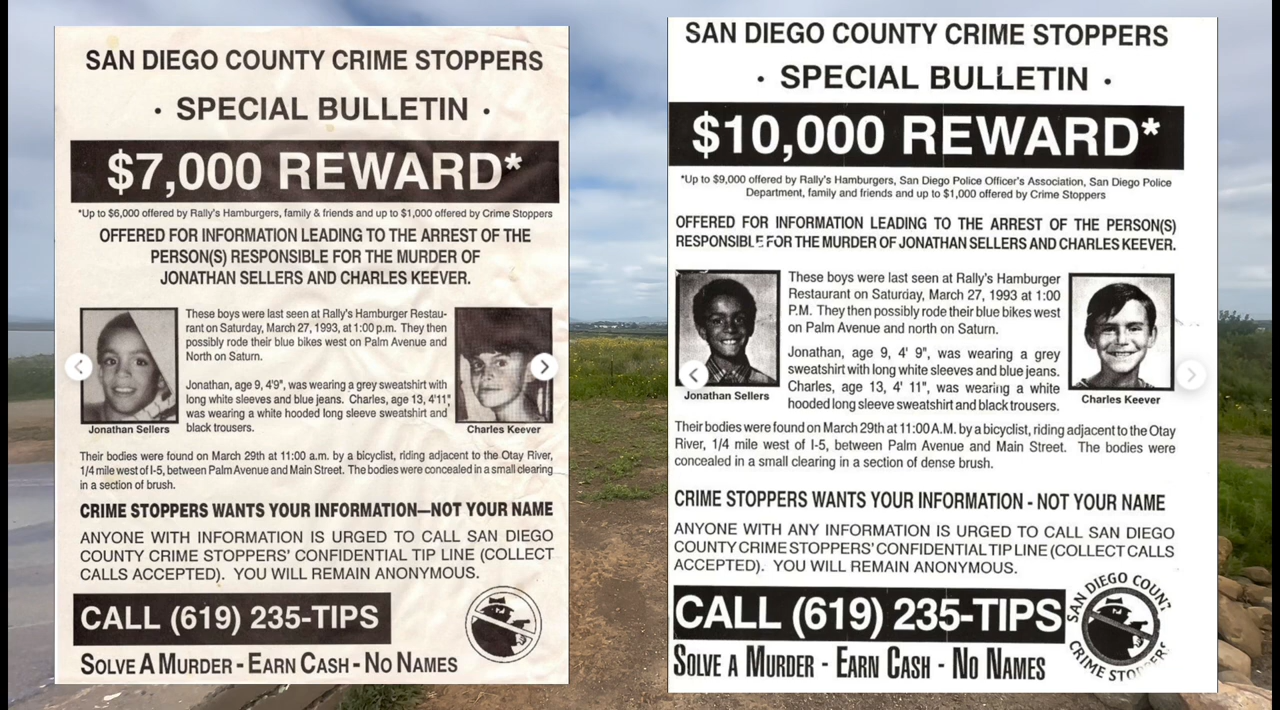 SAN DIEGO COUNTY CRIME STOPPERS
· SPECIAL BULLETIN ·
$7,000 REWARD*
*Up to $6,000 offered by Rally's Hamburgers, family & friends and up to $1,000 offered by Crime Stoppers
OFFERED FOR INFORMATION LEADING TO THE ARREST OF THE
PERSON(S) RESPONSIBLE FOR THE MURDER OF
JONATHAN SELLERS AND CHARLES KEEVER.
These boys were last seen at Rally's Hamburger Restau-
rant on Saturday, March 27, 1993, at 1:00 p.m. They then
possibly rode their blue bikes west on Palm Avenue and
North on Saturn.
Jonathan, age 9, 4'9", was wearing a grey sweatshirt with
long white sleeves and blue jeans. Charles, age 13, 4'11",
was wearing a white hooded long sleeve sweatshirt and
black trousers.
Jonathan Sellers
Charles Keever
Their bodies were found on March 29th at 11:00 a.m. by a bicyclist, riding adjacent to the Otay River,
1/4 mile west of I-5, between Palm Avenue and Main Street. The bodies were concealed in a small clearing
in a section of brush.
CRIME STOPPERS WANTS YOUR INFORMATION—NOT YOUR NAME
ANYONE WITH INFORMATION IS URGED TO CALL SAN DIEGO
COUNTY CRIME STOPPERS' CONFIDENTIAL TIP LINE (COLLECT
CALLS ACCEPTED). YOU WILL REMAIN ANONYMOUS.
CALL (619) 235-TIPS
SOLVE A MURDER - EARN CASH - NO NAMES
SAN DIEGO COUNTY CRIME STOPPERS
· SPECIAL BULLETIN ·
$10,000 REWARD*
*Up to $9,000 offered by Rally's Hamburgers, San Diego Police Officer's Association, San Diego Police
Department, family and friends and up to $1,000 offered by Crime Stoppers
OFFERED FOR INFORMATION LEADING TO THE ARREST OF THE PERSON(S)
RESPONSIBLE FOR THE MURDER OF JONATHAN SELLERS AND CHARLES KEEVER.
These boys were last seen at Rally's Hamburger
Restaurant on Saturday, March 27, 1993 at 1:00
P.M. They then possibly rode their blue bikes west
on Palm Avenue and north on Saturn.
Jonathan, age 9, 4' 9", was wearing a grey
sweatshirt with long white sleeves and blue jeans.
Charles, age 13, 4' 11", was wearing a white
hooded long sleeve sweatshirt and black trousers.
Jonathan Sellers
Charles Keever
Their bodies were found on March 29th at 11:00 A.M. by a bicyclist, riding adjacent to the Otay
River, 1/4 mile west of I-5, between Palm Avenue and Main Street. The bodies were
concealed in a small clearing in a section of dense brush.
CRIME STOPPERS WANTS YOUR INFORMATION - NOT YOUR NAME
ANYONE WITH ANY INFORMATION IS URGED TO CALL SAN DIEGO
COUNTY CRIME STOPPERS' CONFIDENTIAL TIP LINE (COLLECT CALLS
ACCEPTED). YOU WILL REMAIN ANONYMOUS.
CALL (619) 235-TIPS
SOLVE A MURDER - EARN CASH - NO NAMES
SAN DIEGO COUN
CRIME STOPPERS